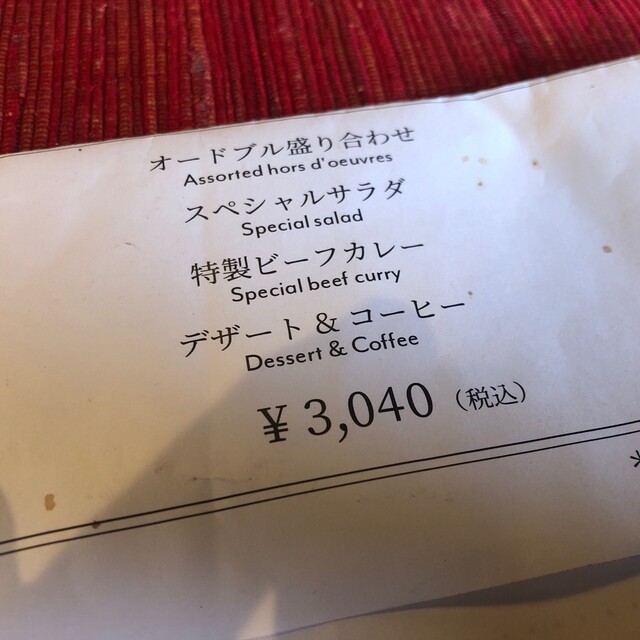 オードブル盛り合わせ
Assorted hors d'oeuvres
スペシャルサラダ
Special salad
特製ビーフカレー
Special beef curry
デザート & コーヒー
Dessert & Coffee
¥ 3,040 (税込)